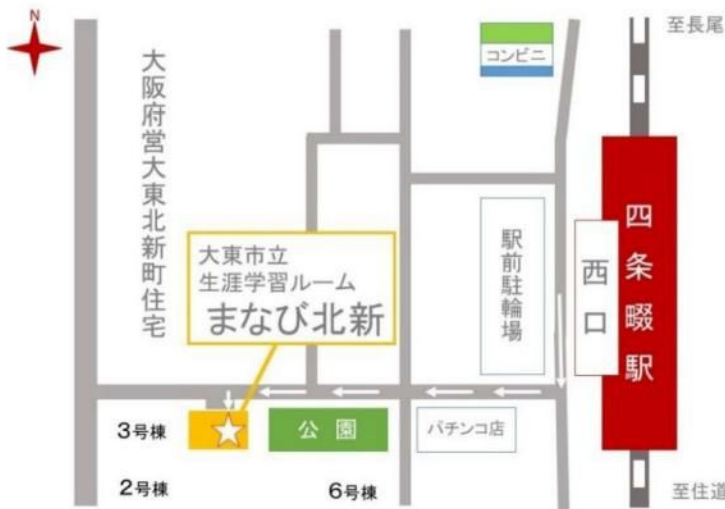 N
至長尾
コンビニ
大阪府営大東北新町住宅
四条畷駅
西口
駅前駐輪場
大東市立
生涯学習ルーム
まなび北新
3号棟
公園
パチンコ店
2号棟
6号棟
至住道